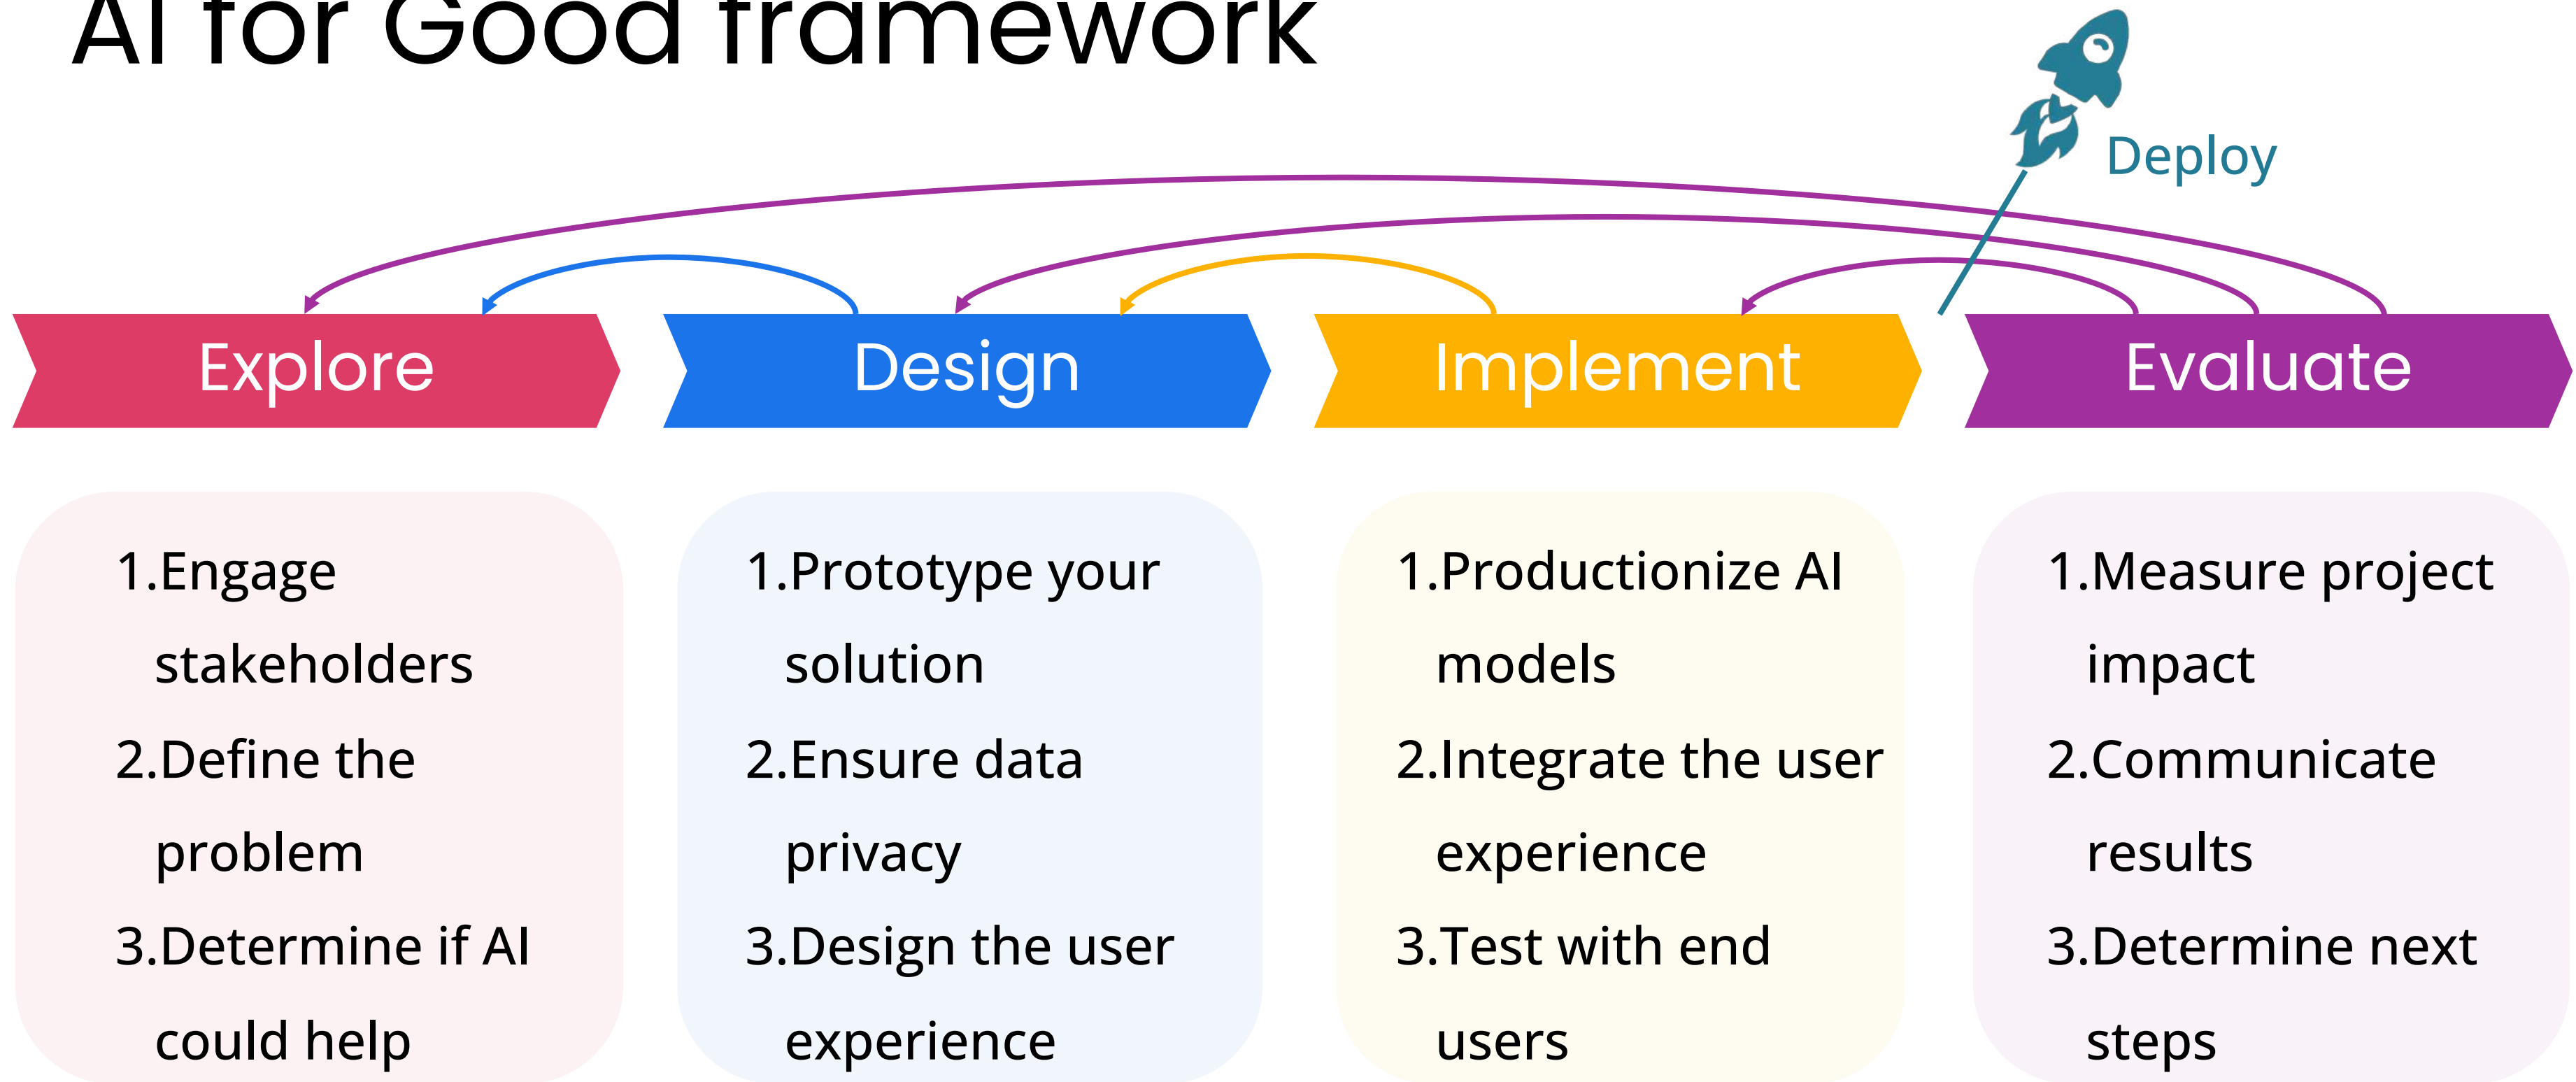 AI for Good framework
Deploy
Explore
Design
Implement
Evaluate
1.Engage
stakeholders
2.Define the
problem
3.Determine if AI
could help
1.Prototype your
solution
2.Ensure data
privacy
3.Design the user
experience
1.Productionize AI
models
2.Integrate the user
experience
3.Test with end
users
1.Measure project
impact
2.Communicate
results
3.Determine next
steps